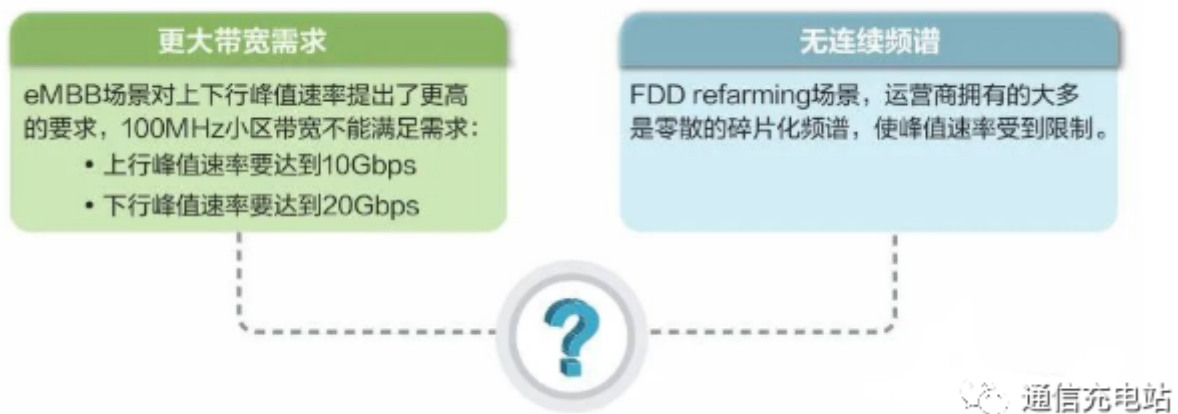 更大带宽需求
eMBB场景对上下行峰值速率提出了更高
的要求，100MHz小区带宽不能满足需求：
• 上行峰值速率要达到10Gbps
• 下行峰值速率要达到20Gbps
无连续频谱
FDD refarming场景，运营商拥有的大多
是零散的碎片化频谱，使峰值速率受到限制。
?
通信充电站